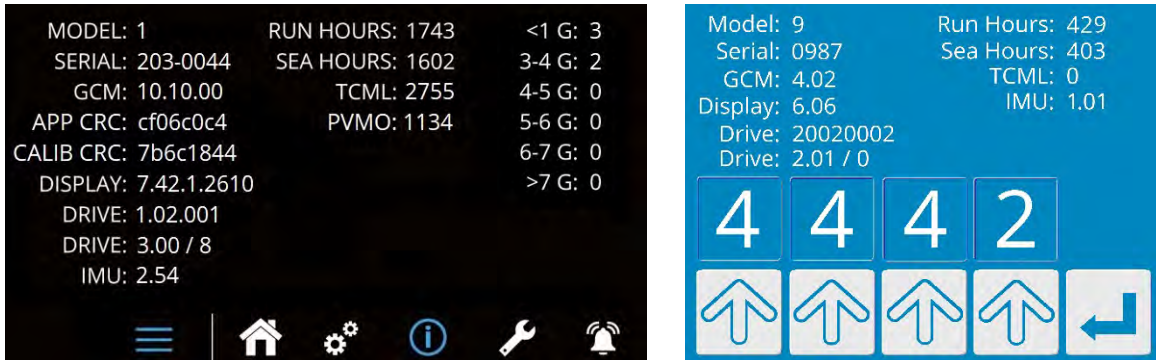 MODEL: 1 RUN HOURS: 1743 <1 G: 3
SERIAL: 203-0044 SEA HOURS: 1602 3-4 G: 2
GCM: 10.10.00 TCML: 2755 4-5 G: 0
APP CRC: cf06c0c4 PVMO: 1134 5-6 G: 0
CALIB CRC: 7b6c1844 6-7 G: 0
DISPLAY: 7.42.1.2610 >7 G: 0
DRIVE: 1.02.001
DRIVE: 3.00 / 8
IMU: 2.54
Model: 9 Run Hours: 429
Serial: 0987 Sea Hours: 403
GCM: 4.02 TCML: 0
Display: 6.06 IMU: 1.01
Drive: 20020002
Drive: 2.01 / 0
4 4 4 2